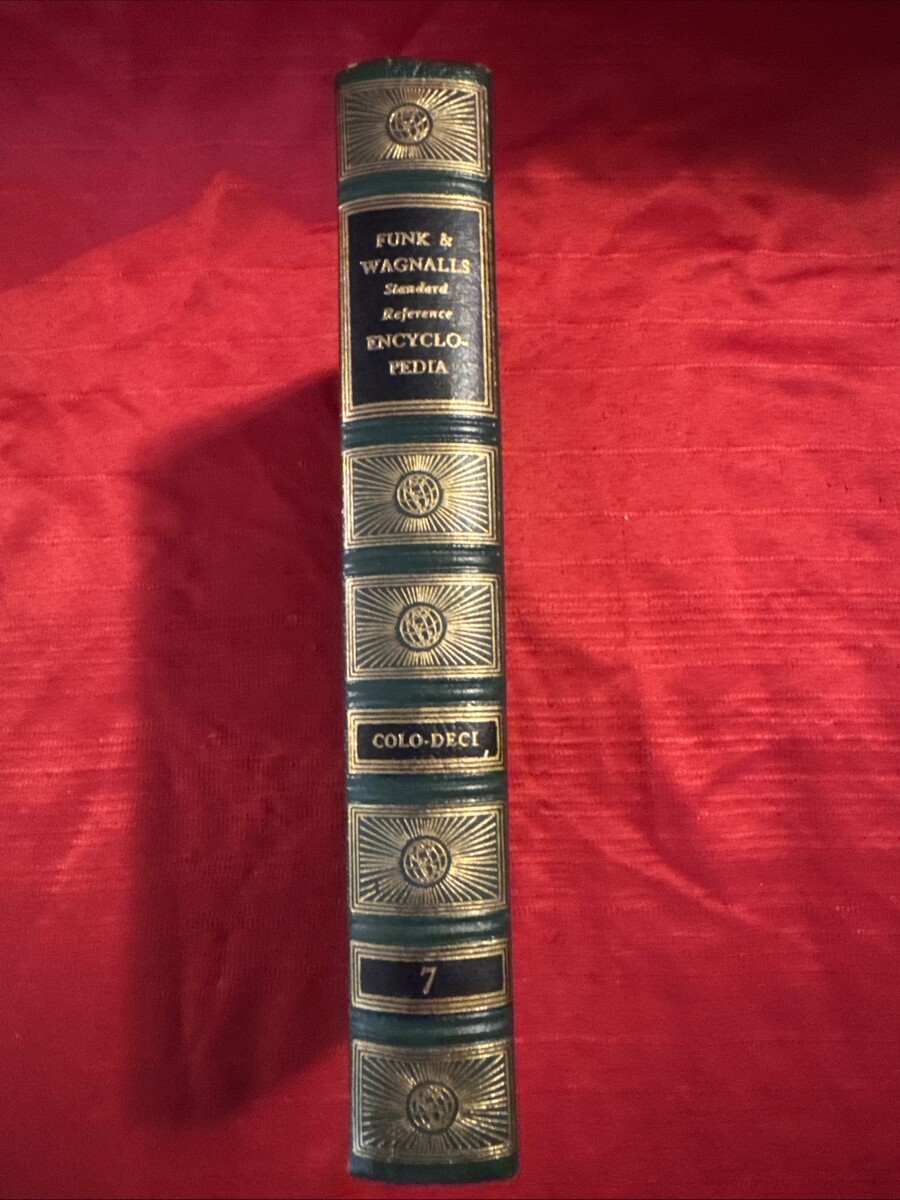 FUNK &
WAGNALLS
Standard
Reference
ENCYCLO-
PEDIA
COLO-DECI
7